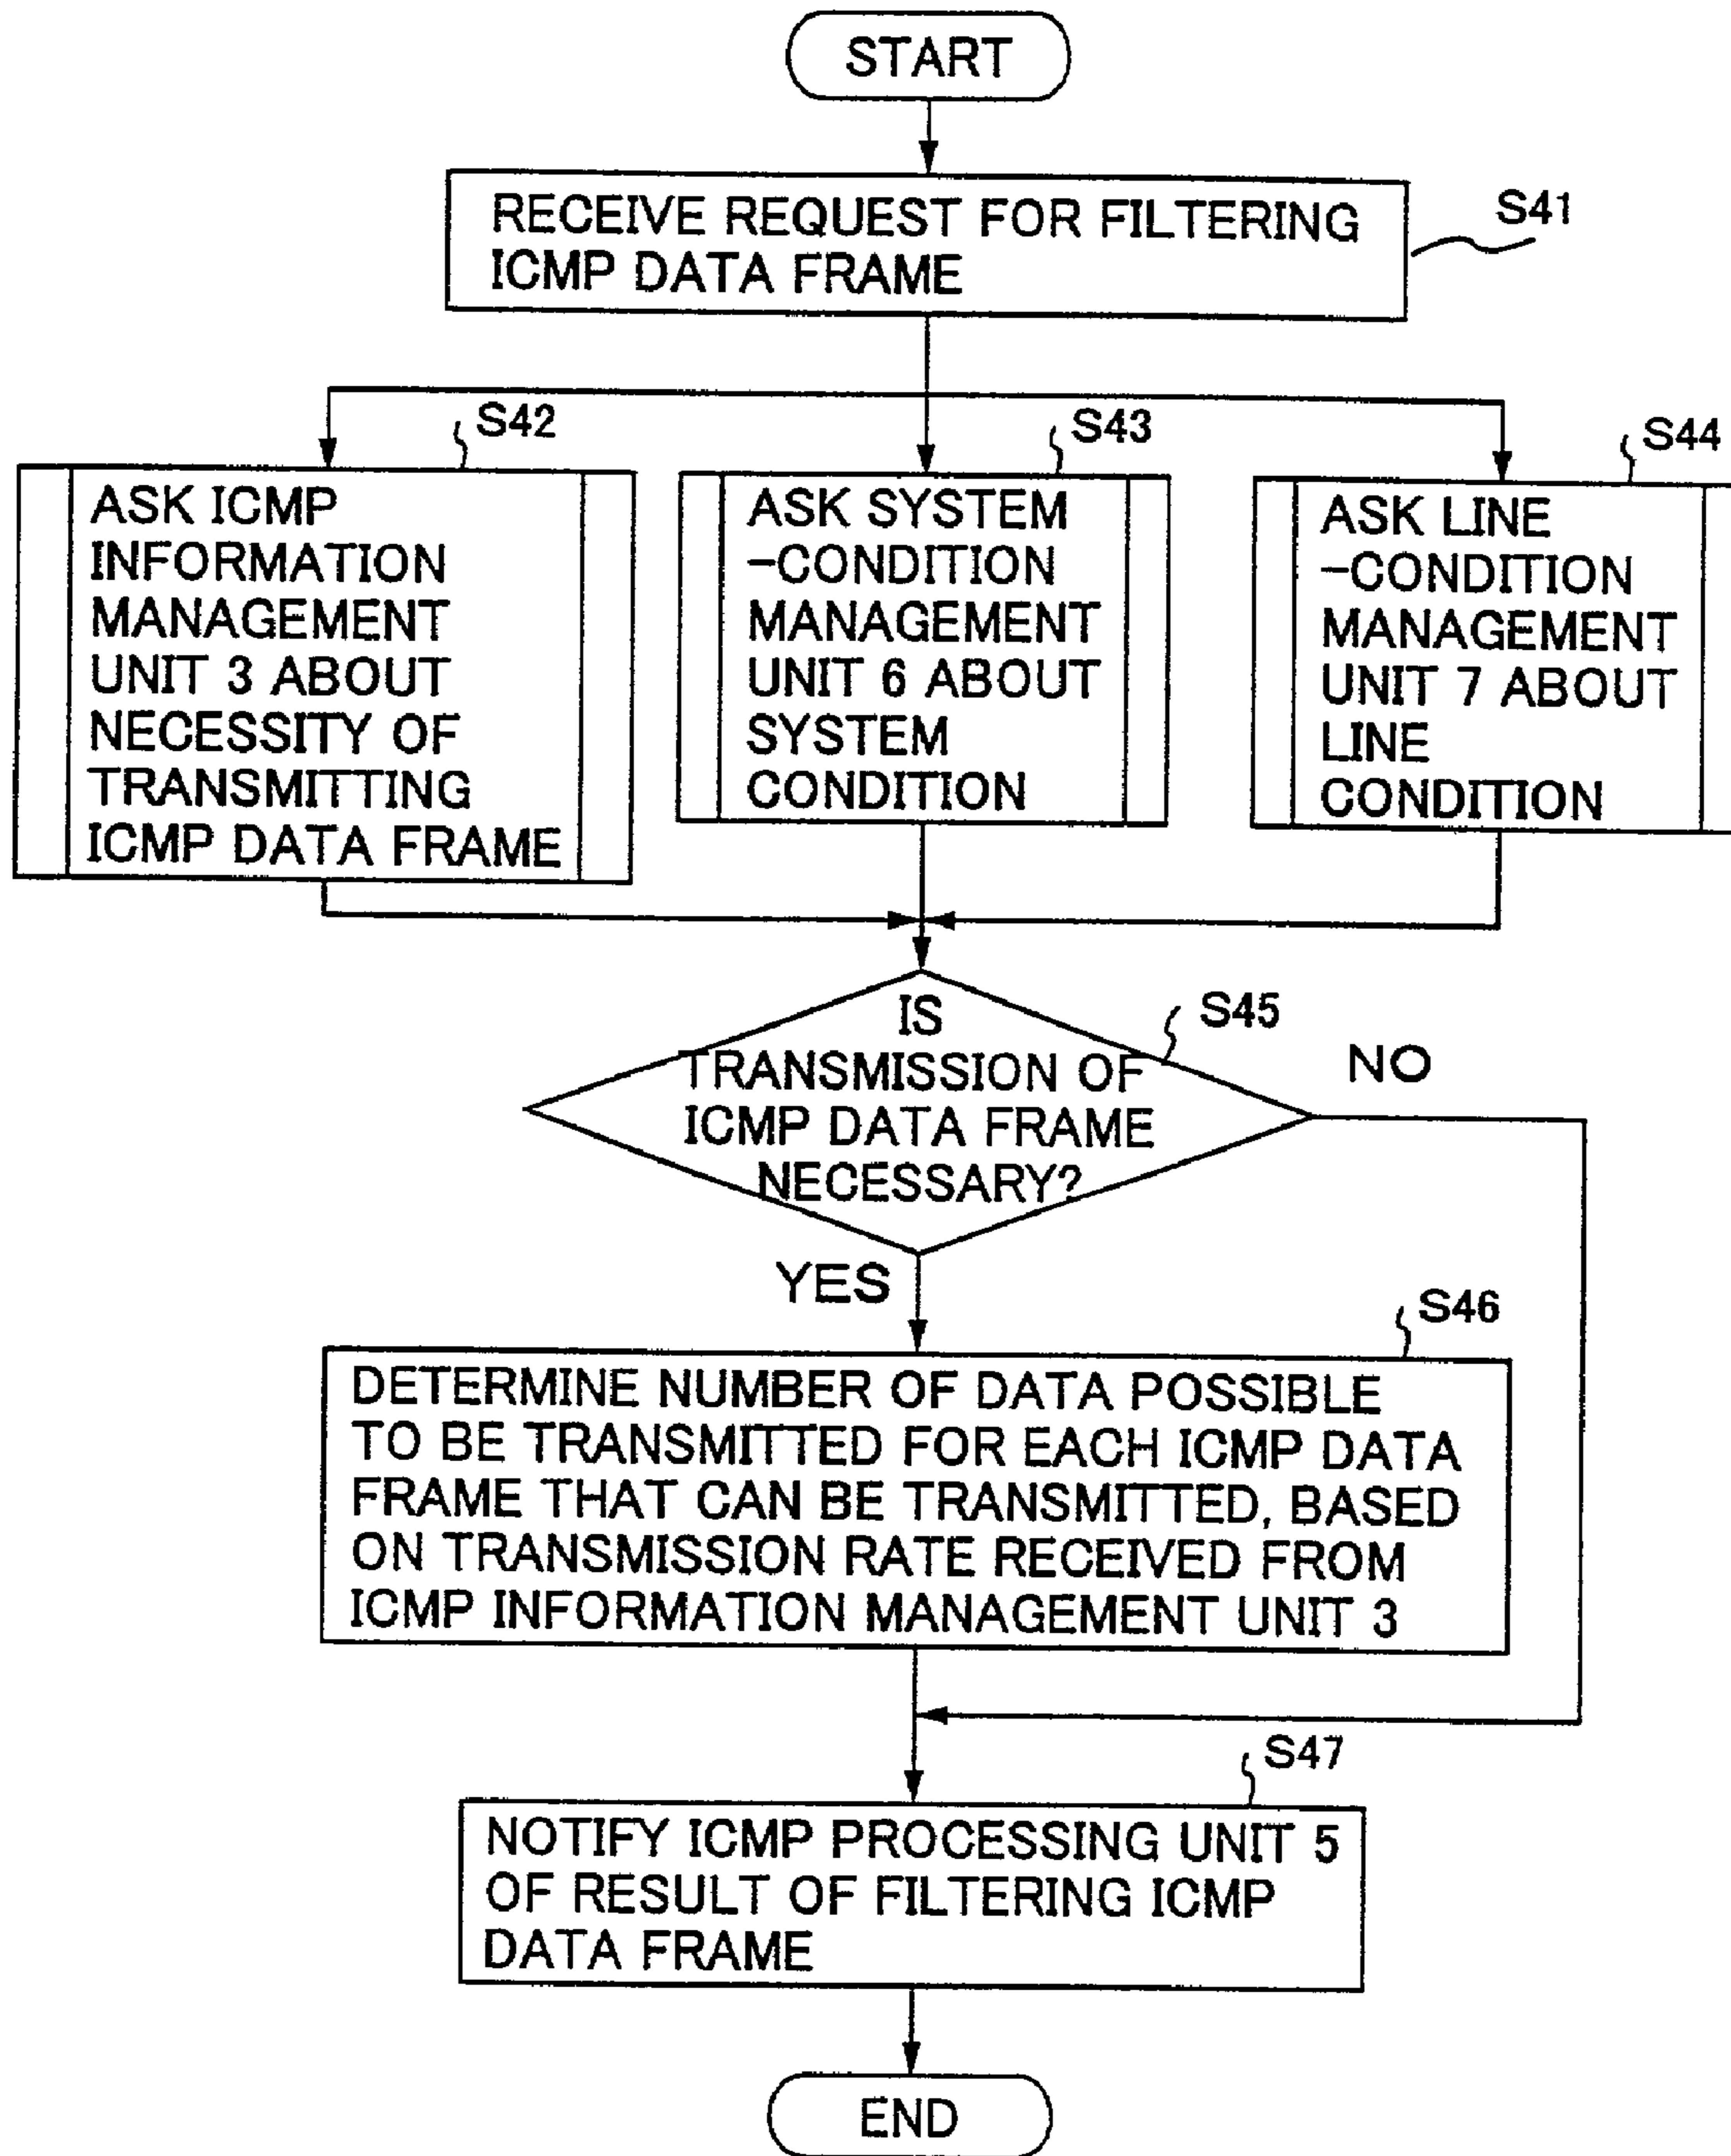 START
RECEIVE REQUEST FOR FILTERING
ICMP DATA FRAME
S41
S42
ASK ICMP
INFORMATION
MANAGEMENT
UNIT 3 ABOUT
NECESSITY OF
TRANSMITTING
ICMP DATA FRAME
S43
ASK SYSTEM
-CONDITION
MANAGEMENT
UNIT 6 ABOUT
SYSTEM
CONDITION
S44
ASK LINE
-CONDITION
MANAGEMENT
UNIT 7 ABOUT
LINE
CONDITION
S45
IS
TRANSMISSION OF
ICMP DATA FRAME
NECESSARY?
NO
YES
S46
DETERMINE NUMBER OF DATA POSSIBLE
TO BE TRANSMITTED FOR EACH ICMP DATA
FRAME THAT CAN BE TRANSMITTED, BASED
ON TRANSMISSION RATE RECEIVED FROM
ICMP INFORMATION MANAGEMENT UNIT 3
S47
NOTIFY ICMP PROCESSING UNIT 5
OF RESULT OF FILTERING ICMP
DATA FRAME
END